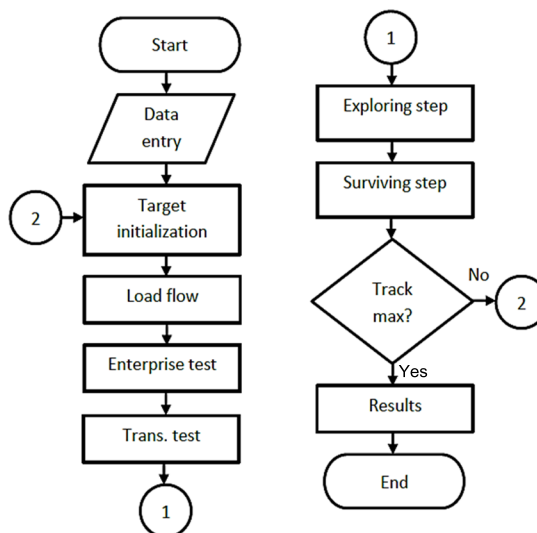 Start
Data
entry
2
Target
initialization
Load flow
Enterprise test
Trans. test
1
1
Exploring step
Surviving step
Track
max?
No
2
Yes
Results
End